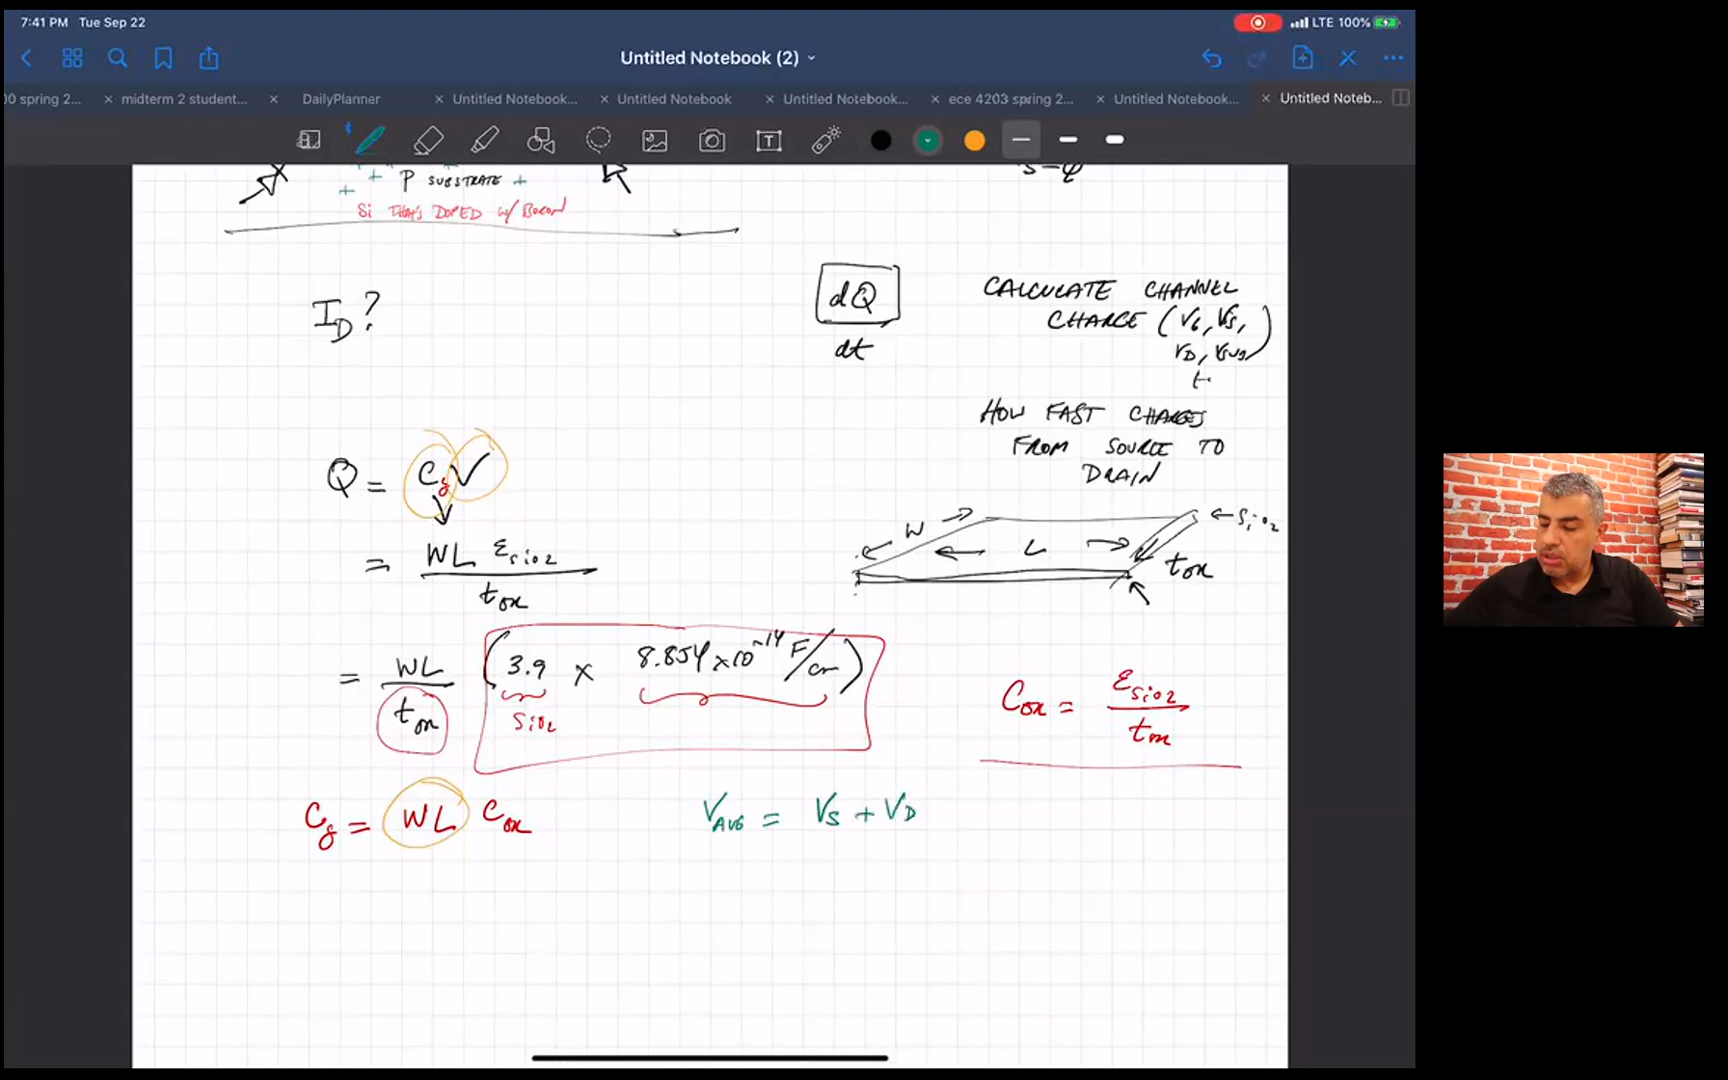 7:41 PM Tue Sep 22
LTE 100%
Untitled Notebook (2)
00 spring 2...
midterm 2 student...
DailyPlanner
Untitled Notebook...
Untitled Notebook
Untitled Notebook...
ece 4203 spring 2...
Untitled Notebook...
Untitled Noteb...
P SUBSTRATE
Si THAT'S DOPED w/ BORON
I_D?
dQ
dt
CALCULATE CHANNEL
CHARGE (V_G, V_S,
V_D, V_SUB)
HOW FAST CHARGES
FROM SOURCE TO
DRAIN
Q = C_g V
= WL ε_SiO2 / t_ox
W
L
← SiO2
t_ox
= WL / t_ox (3.9 × 8.854×10^-14 F/cm)
SiO2
C_ox = ε_SiO2 / t_ox
C_g = WL C_ox
V_AVG = V_S + V_D